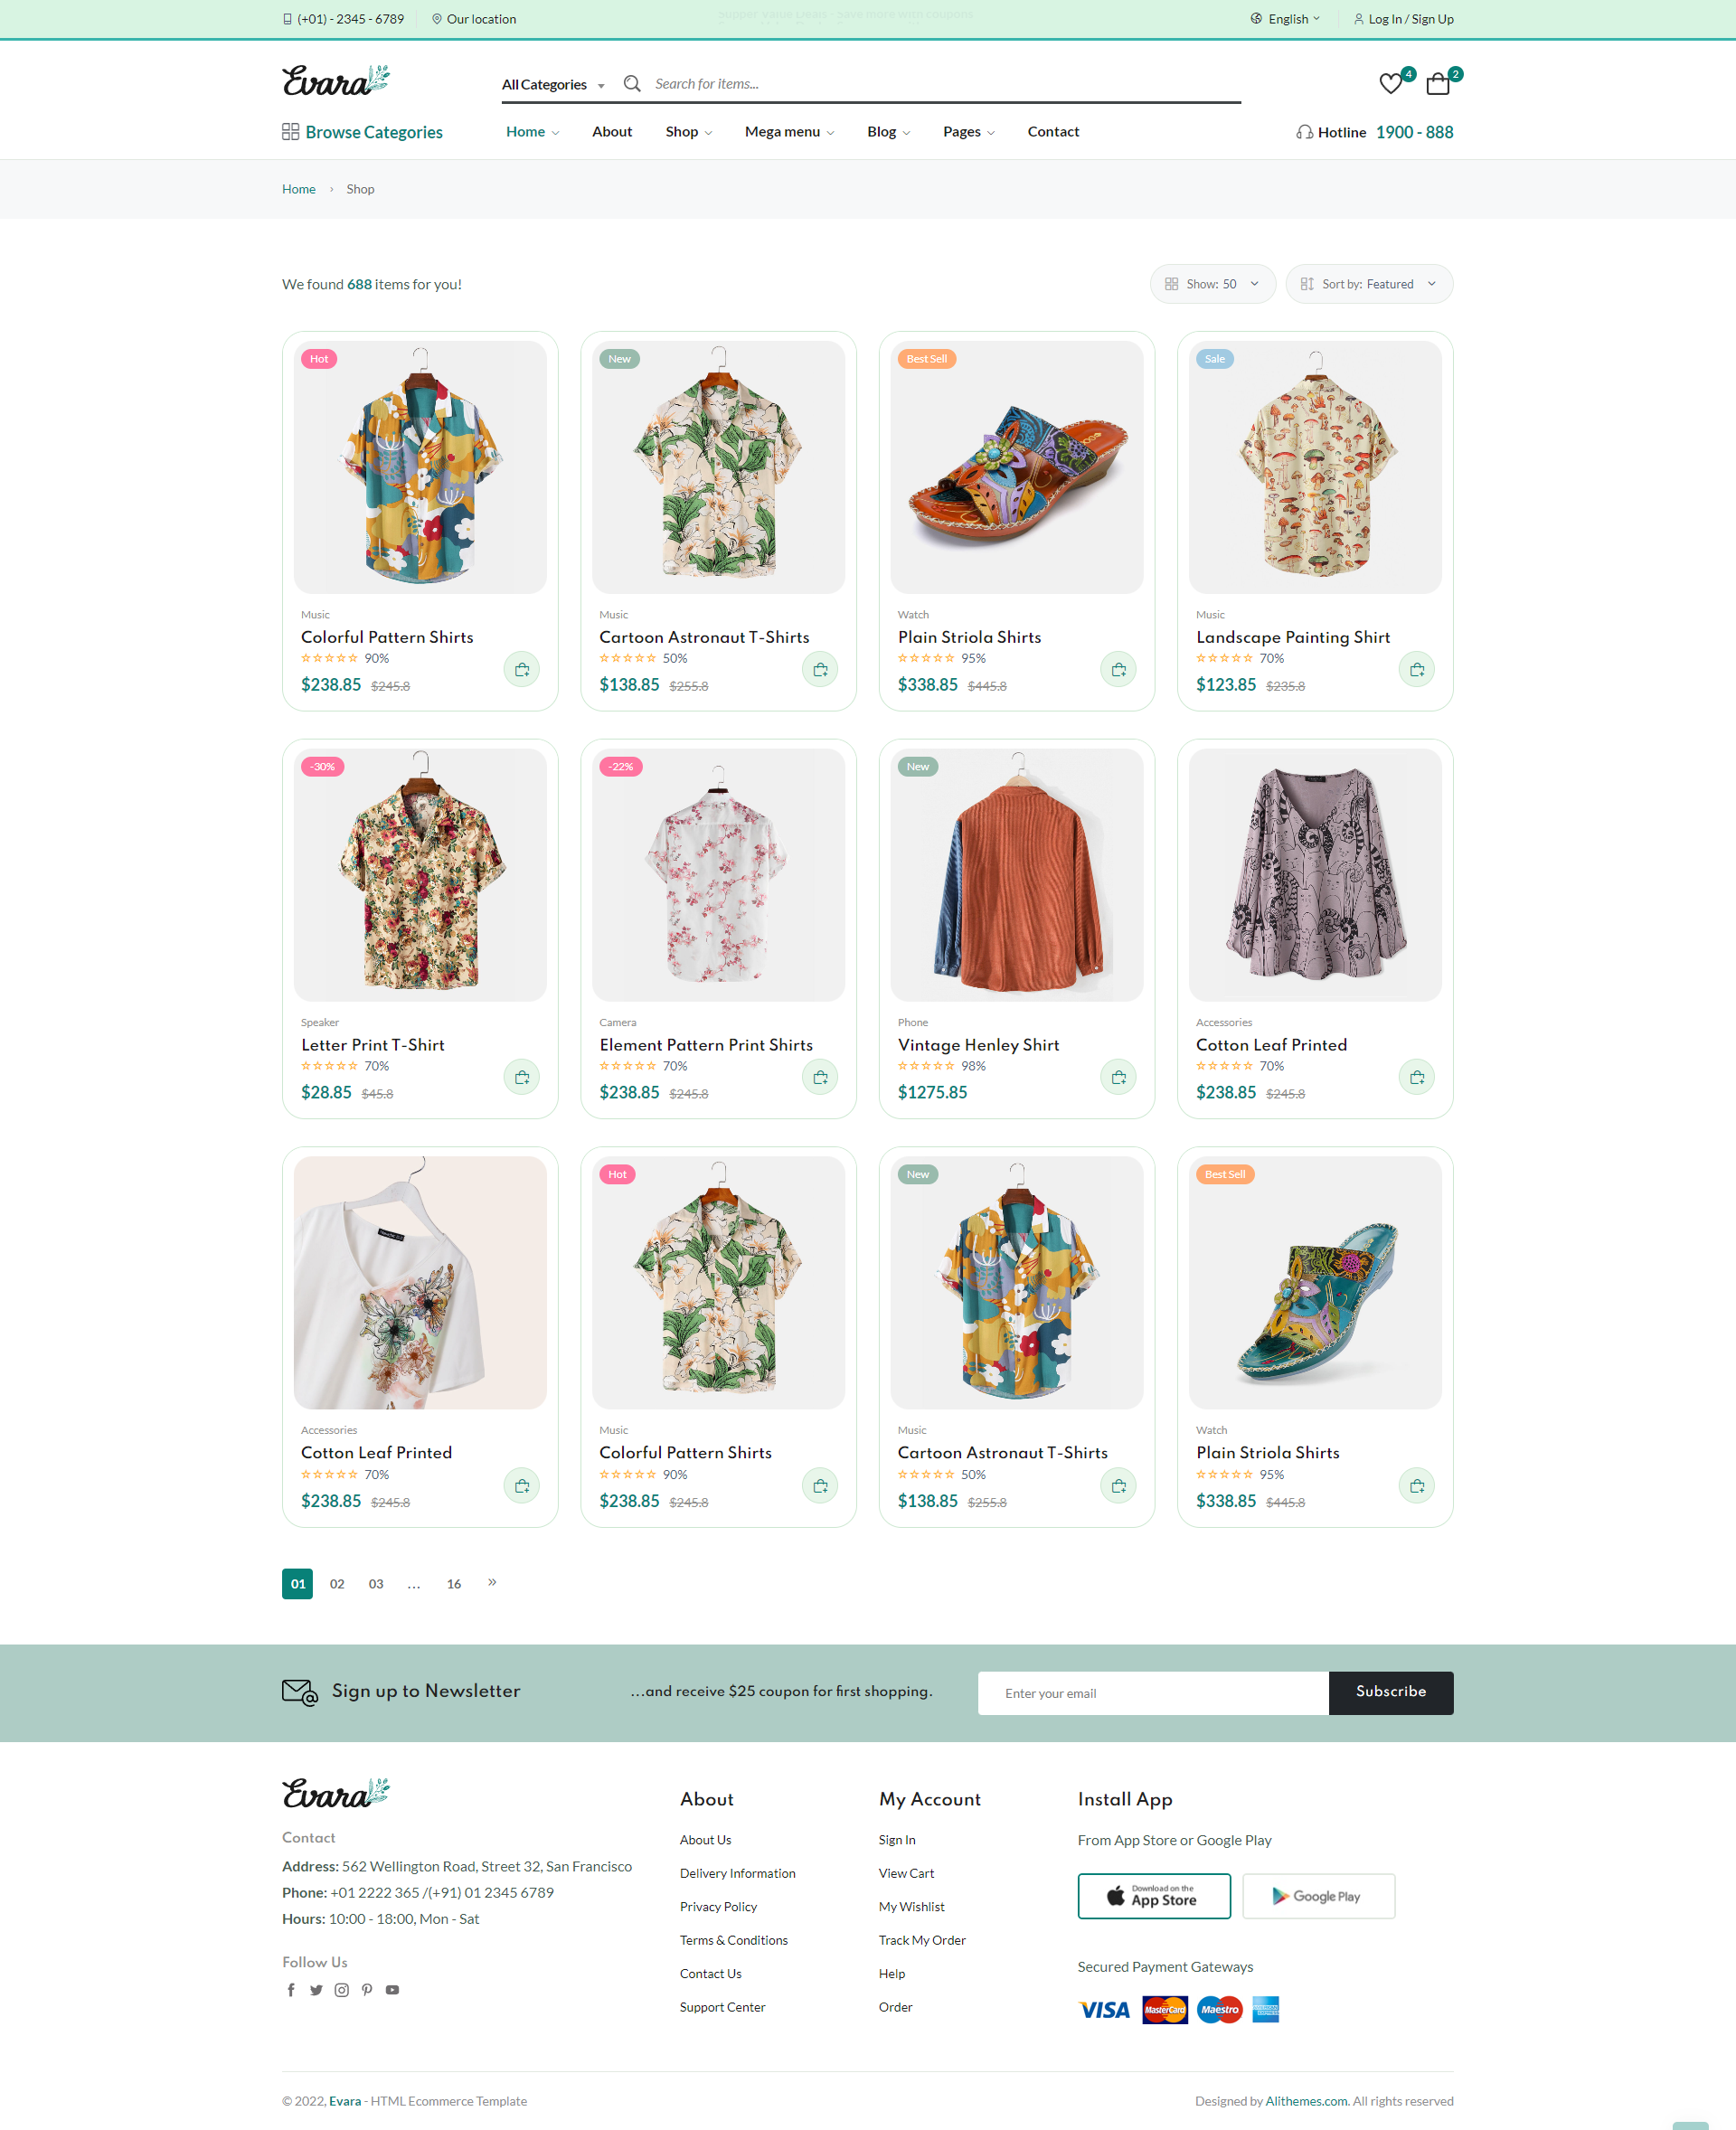 (+01) - 2345 - 6789 Our location Supper Value Deals - Save more with coupons English Log In / Sign Up
Evara All Categories Search for items... 4 2
Browse Categories Home About Shop Mega menu Blog Pages Contact Hotline 1900 - 888
Home › Shop
We found 688 items for you! Show: 50 Sort by: Featured
Hot New Best Sell Sale
Music Music Watch Music
Colorful Pattern Shirts Cartoon Astronaut T-Shirts Plain Striola Shirts Landscape Painting Shirt
90% 50% 95% 70%
$238.85 $245.8 $138.85 $255.8 $338.85 $445.8 $123.85 $235.8
-30% -22% New
Speaker Camera Phone Accessories
Letter Print T-Shirt Element Pattern Print Shirts Vintage Henley Shirt Cotton Leaf Printed
70% 70% 98% 70%
$28.85 $45.8 $238.85 $245.8 $1275.85 $238.85 $245.8
Hot New Best Sell
Accessories Music Music Watch
Cotton Leaf Printed Colorful Pattern Shirts Cartoon Astronaut T-Shirts Plain Striola Shirts
70% 90% 50% 95%
$238.85 $245.8 $238.85 $245.8 $138.85 $255.8 $338.85 $445.8
01 02 03 ... 16 »
Sign up to Newsletter ...and receive $25 coupon for first shopping. Enter your email Subscribe
Evara About My Account Install App
Contact About Us Sign In From App Store or Google Play
Address: 562 Wellington Road, Street 32, San Francisco Delivery Information View Cart Download on the App Store Google Play
Phone: +01 2222 365 /(+91) 01 2345 6789 Privacy Policy My Wishlist
Hours: 10:00 - 18:00, Mon - Sat Terms & Conditions Track My Order
Follow Us Contact Us Help Secured Payment Gateways
Support Center Order VISA MasterCard Maestro AMERICAN EXPRESS
© 2022, Evara - HTML Ecommerce Template Designed by Alithemes.com. All rights reserved